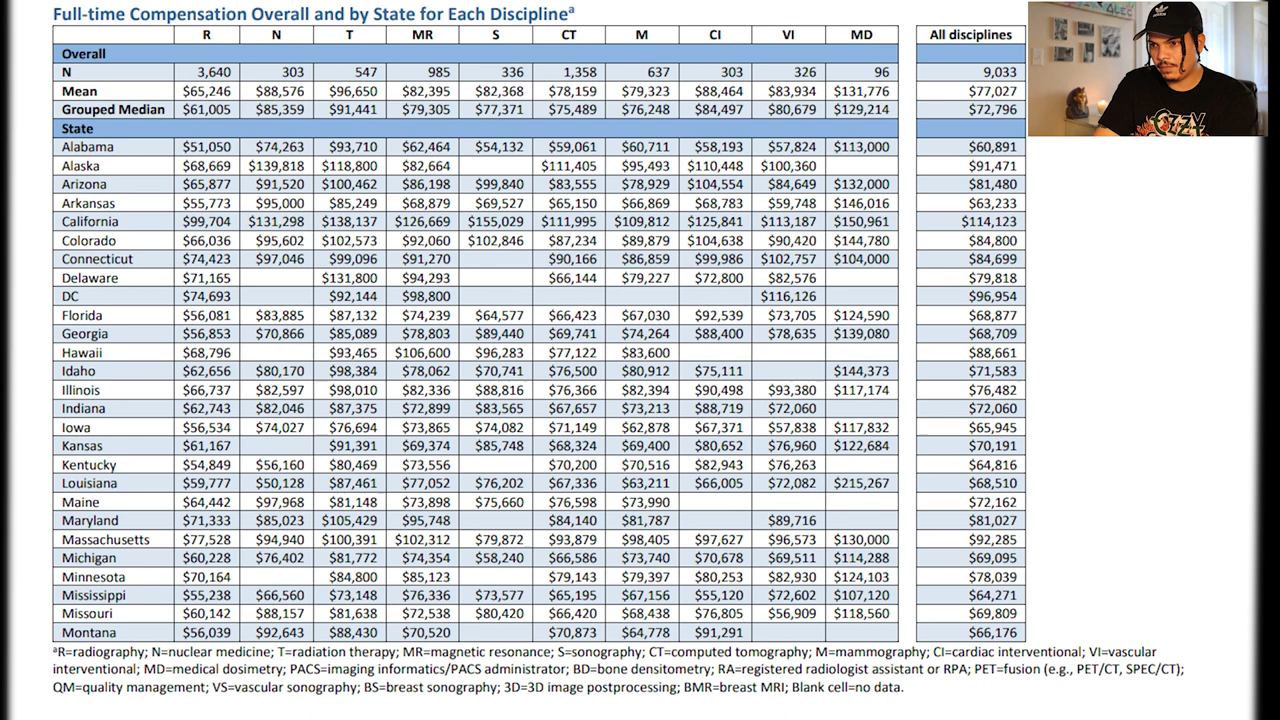 Full-time Compensation Overall and by State for Each Disciplineª
R N T MR S CT M CI VI MD All disciplines
Overall
N 3,640 303 547 985 336 1,358 637 303 326 96 9,033
Mean $65,246 $88,576 $96,650 $82,395 $82,368 $78,159 $79,323 $88,464 $83,934 $131,776 $77,027
Grouped Median $61,005 $85,359 $91,441 $79,305 $77,371 $75,489 $76,248 $84,497 $80,679 $129,214 $72,796
State
Alabama $51,050 $74,263 $93,710 $62,464 $54,132 $59,061 $60,711 $58,193 $57,824 $113,000 $60,891
Alaska $68,669 $139,818 $118,800 $82,664 $111,405 $95,493 $110,448 $100,360 $91,471
Arizona $65,877 $91,520 $100,462 $86,198 $99,840 $83,555 $78,929 $104,554 $84,649 $132,000 $81,480
Arkansas $55,773 $95,000 $85,249 $68,879 $69,527 $65,150 $66,869 $68,783 $59,748 $146,016 $63,233
California $99,704 $131,298 $138,137 $126,669 $155,029 $111,995 $109,812 $125,841 $113,187 $150,961 $114,123
Colorado $66,036 $95,602 $102,573 $92,060 $102,846 $87,234 $89,879 $104,638 $90,420 $144,780 $84,800
Connecticut $74,423 $97,046 $99,096 $91,270 $90,166 $86,859 $99,986 $102,757 $104,000 $84,699
Delaware $71,165 $131,800 $94,293 $66,144 $79,227 $72,800 $82,576 $79,818
DC $74,693 $92,144 $98,800 $116,126 $96,954
Florida $56,081 $83,885 $87,132 $74,239 $64,577 $66,423 $67,030 $92,539 $73,705 $124,590 $68,877
Georgia $56,853 $70,866 $85,089 $78,803 $89,440 $69,741 $74,264 $88,400 $78,635 $139,080 $68,709
Hawaii $68,796 $93,465 $106,600 $96,283 $77,122 $83,600 $88,661
Idaho $62,656 $80,170 $98,384 $78,062 $70,741 $76,500 $80,912 $75,111 $144,373 $71,583
Illinois $66,737 $82,597 $98,010 $82,336 $88,816 $76,366 $82,394 $90,498 $93,380 $117,174 $76,482
Indiana $62,743 $82,046 $87,375 $72,899 $83,565 $67,657 $73,213 $88,719 $72,060 $72,060
Iowa $56,534 $74,027 $76,694 $73,865 $74,082 $71,149 $62,878 $67,371 $57,838 $117,832 $65,945
Kansas $61,167 $91,391 $69,374 $85,748 $68,324 $69,400 $80,652 $76,960 $122,684 $70,191
Kentucky $54,849 $56,160 $80,469 $73,556 $70,200 $70,516 $82,943 $76,263 $64,816
Louisiana $59,777 $50,128 $87,461 $77,052 $76,202 $67,336 $63,211 $66,005 $72,082 $215,267 $68,510
Maine $64,442 $97,968 $81,148 $73,898 $75,660 $76,598 $73,990 $72,162
Maryland $71,333 $85,023 $105,429 $95,748 $84,140 $81,787 $89,716 $81,027
Massachusetts $77,528 $94,940 $100,391 $102,312 $79,872 $93,879 $98,405 $97,627 $96,573 $130,000 $92,285
Michigan $60,228 $76,402 $81,772 $74,354 $58,240 $66,586 $73,740 $70,678 $69,511 $114,288 $69,095
Minnesota $70,164 $84,800 $85,123 $79,143 $79,397 $80,253 $82,930 $124,103 $78,039
Mississippi $55,238 $66,560 $73,148 $76,336 $73,577 $65,195 $67,156 $55,120 $72,602 $107,120 $64,271
Missouri $60,142 $88,157 $81,638 $72,538 $80,420 $66,420 $68,438 $76,805 $56,909 $118,560 $69,809
Montana $56,039 $92,643 $88,430 $70,520 $70,873 $64,778 $91,291 $66,176
ªR=radiography; N=nuclear medicine; T=radiation therapy; MR=magnetic resonance; S=sonography; CT=computed tomography; M=mammography; CI=cardiac interventional; VI=vascular
interventional; MD=medical dosimetry; PACS=imaging informatics/PACS administrator; BD=bone densitometry; RA=registered radiologist assistant or RPA; PET=fusion (e.g., PET/CT, SPEC/CT);
QM=quality management; VS=vascular sonography; BS=breast sonography; 3D=3D image postprocessing; BMR=breast MRI; Blank cell=no data.